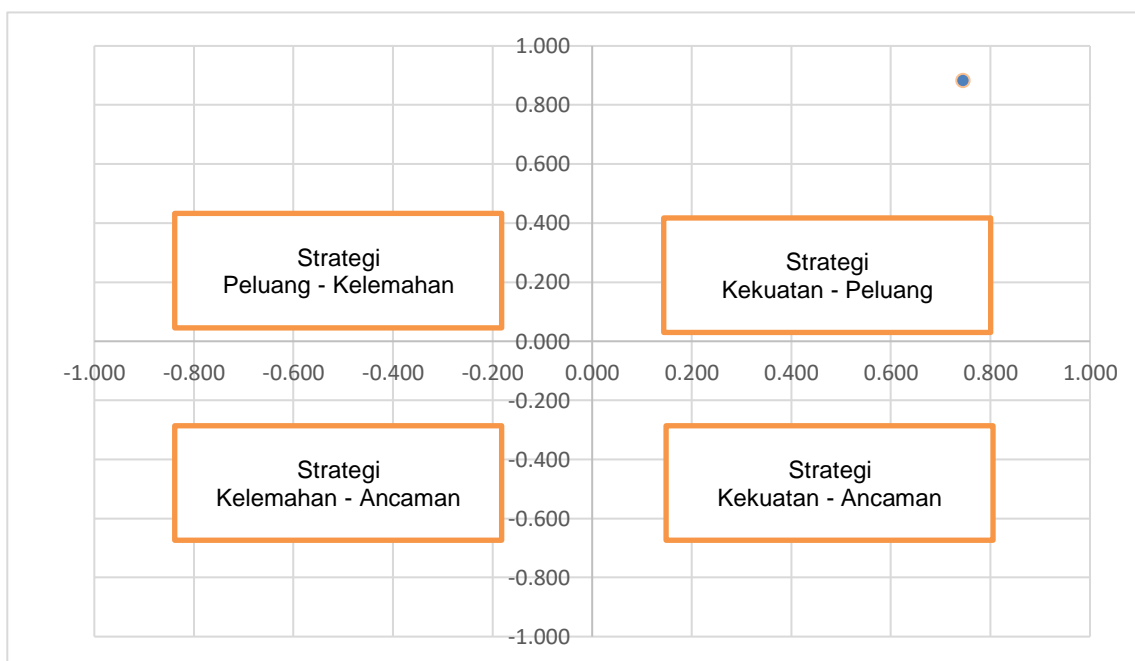 1.000
0.800
0.600
0.400
Strategi
Peluang - Kelemahan
Strategi
Kekuatan - Peluang
0.200
0.000
-1.000 -0.800 -0.600 -0.400 -0.200 0.000 0.200 0.400 0.600 0.800 1.000
-0.200
Strategi
Kelemahan - Ancaman
Strategi
Kekuatan - Ancaman
-0.400
-0.600
-0.800
-1.000